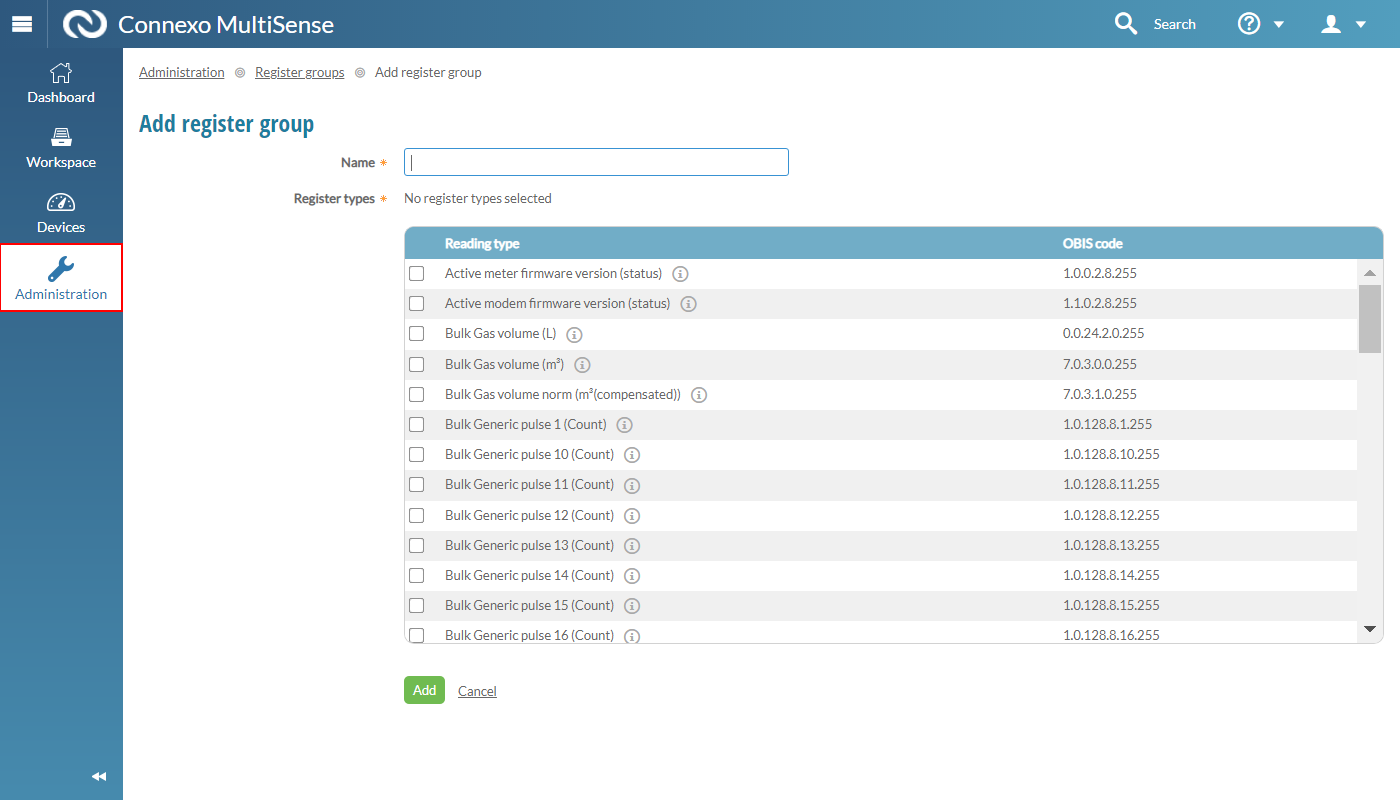 Connexo MultiSense
Search
Dashboard
Workspace
Devices
Administration
Administration Register groups Add register group
Add register group
Name *
Register types * No register types selected
Reading type OBIS code
Active meter firmware version (status) 1.0.0.2.8.255
Active modem firmware version (status) 1.1.0.2.8.255
Bulk Gas volume (L) 0.0.24.2.0.255
Bulk Gas volume (m³) 7.0.3.0.0.255
Bulk Gas volume norm (m³(compensated)) 7.0.3.1.0.255
Bulk Generic pulse 1 (Count) 1.0.128.8.1.255
Bulk Generic pulse 10 (Count) 1.0.128.8.10.255
Bulk Generic pulse 11 (Count) 1.0.128.8.11.255
Bulk Generic pulse 12 (Count) 1.0.128.8.12.255
Bulk Generic pulse 13 (Count) 1.0.128.8.13.255
Bulk Generic pulse 14 (Count) 1.0.128.8.14.255
Bulk Generic pulse 15 (Count) 1.0.128.8.15.255
Bulk Generic pulse 16 (Count) 1.0.128.8.16.255
Add Cancel